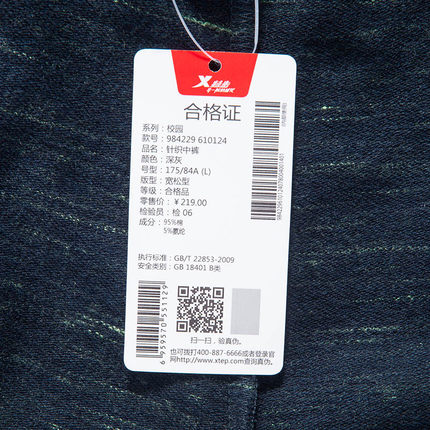 特步
合格证
系列：校园
款号：984229 610124
品名：针织中裤
颜色：深灰
号型：175/84A (L)
版型：宽松型
等级：合格品
零售价：￥219.00
检验员：检 06
成分：95%棉
5%氨纶
执行标准：GB/T 22853-2009
安全类别：GB 18401 B类
6 959570 551129
扫一扫，验真伪。
也可拨打400-887-6666或者登录官
网http://www.xtep.com查询真伪。